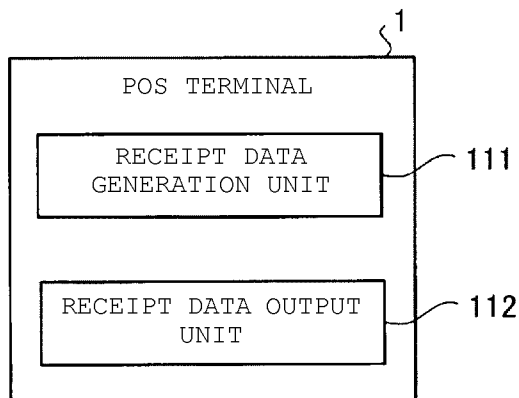 1
POS TERMINAL
RECEIPT DATA
GENERATION UNIT
111
RECEIPT DATA OUTPUT
UNIT
112